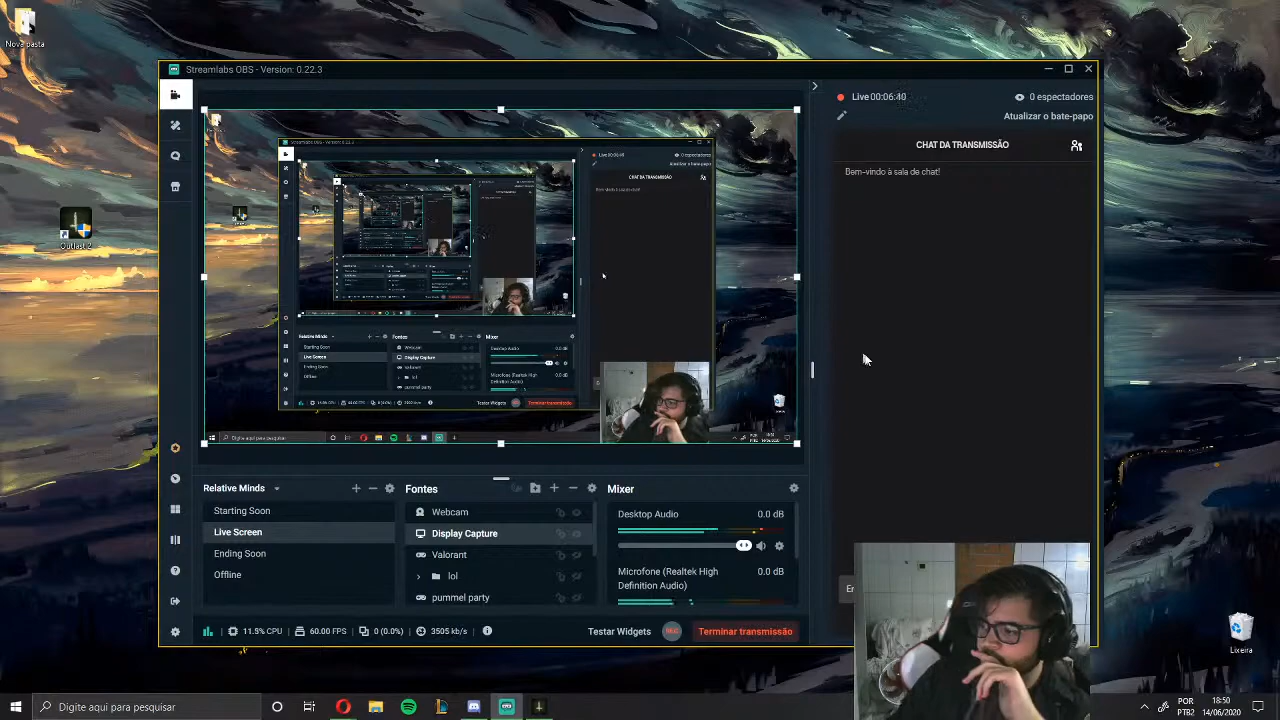 Nova pasta
Outlast 2
Streamlabs OBS - Version: 0.22.3
Live 00:06:40
0 espectadores
Atualizar o bate-papo
CHAT DA TRANSMISSÃO
Bem-vindo à sala de chat!
Relative Minds
Starting Soon
Live Screen
Ending Soon
Offline
Fontes
Webcam
Display Capture
Valorant
lol
pummel party
Mixer
Desktop Audio 0.0 dB
Microfone (Realtek High 0.0 dB
Definition Audio)
11.5% CPU
60.00 FPS
0 (0.0%)
3505 kb/s
Testar Widgets
REC
Terminar transmissão
Lixeira
Digite aqui para pesquisar
POR
PTB2
18:50
14/06/2020